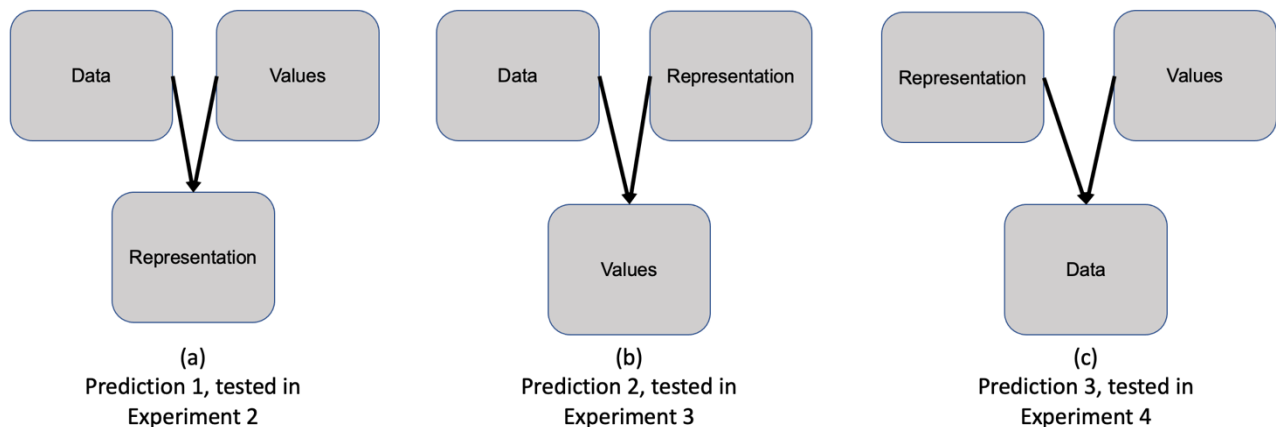 Data
Values
Representation
(a)
Prediction 1, tested in
Experiment 2
Data
Representation
Values
(b)
Prediction 2, tested in
Experiment 3
Representation
Values
Data
(c)
Prediction 3, tested in
Experiment 4